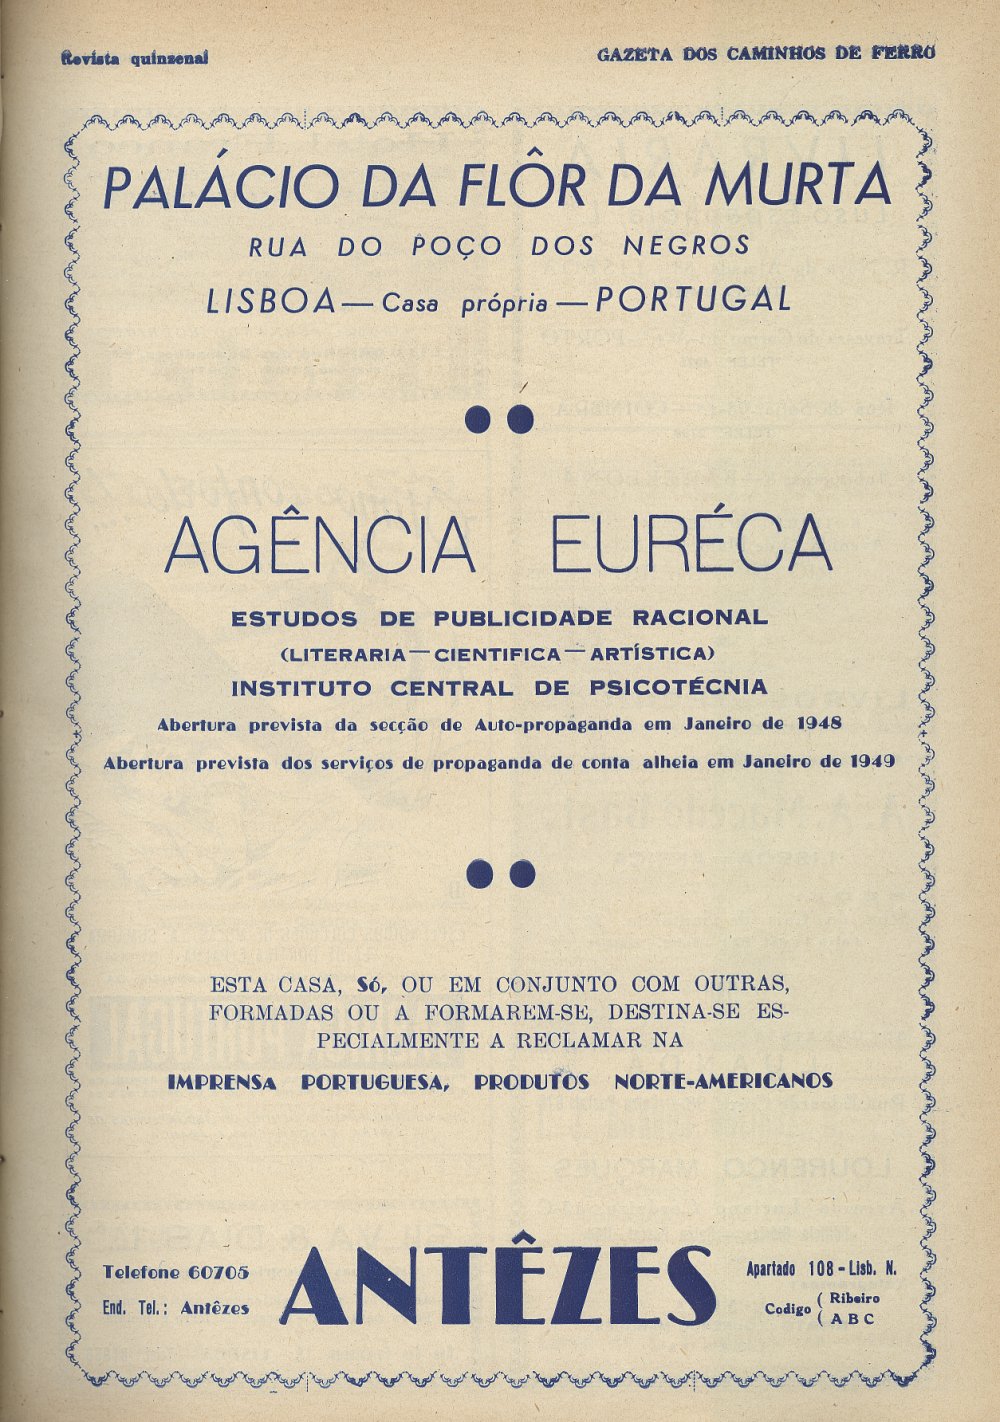 Revista quinzenal
GAZETA DOS CAMINHOS DE FERRO
PALÁCIO DA FLÔR DA MURTA
RUA DO POÇO DOS NEGROS
LISBOA — Casa própria — PORTUGAL
AGÊNCIA EURÉCA
ESTUDOS DE PUBLICIDADE RACIONAL
(LITERARIA — CIENTIFICA — ARTÍSTICA)
INSTITUTO CENTRAL DE PSICOTÉCNIA
Abertura prevista da secção de Auto-propaganda em Janeiro de 1948
Abertura prevista dos serviços de propaganda de conta alheia em Janeiro de 1949
ESTA CASA, Só, OU EM CONJUNTO COM OUTRAS,
FORMADAS OU A FORMAREM-SE, DESTINA-SE ES-
PECIALMENTE A RECLAMAR NA
IMPRENSA PORTUGUESA, PRODUTOS NORTE-AMERICANOS
Telefone 60705
End. Tel.: Antêzes
ANTÊZES
Apartado 108 - Lisb. N.
Codigo ( Ribeiro
( A B C